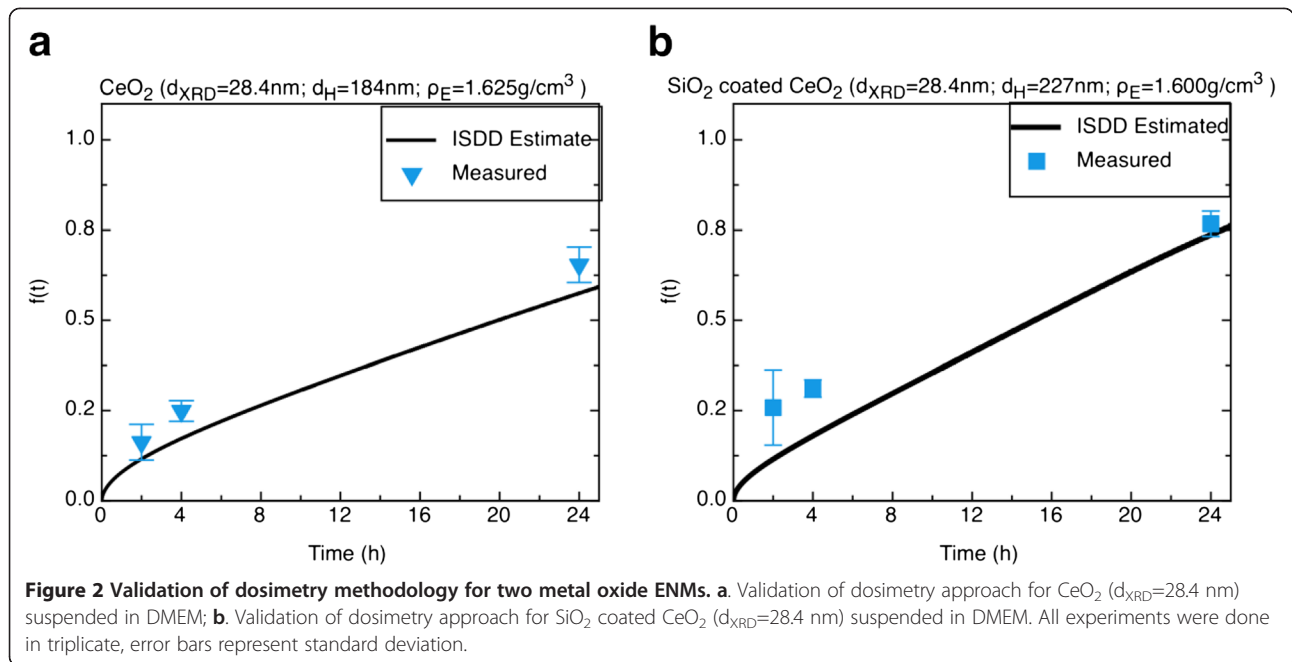 a
CeO2 (dXRD=28.4nm; dH=184nm; ρE=1.625g/cm3 )
ISDD Estimate
Measured
1.0
0.8
0.5
0.2
0.0
f(t)
0 4 8 12 16 20 24
Time (h)
b
SiO2 coated CeO2 (dXRD=28.4nm; dH=227nm; ρE=1.600g/cm3 )
ISDD Estimated
Measured
1.0
0.8
0.5
0.2
0.0
f(t)
0 4 8 12 16 20 24
Time (h)
Figure 2 Validation of dosimetry methodology for two metal oxide ENMs. a. Validation of dosimetry approach for CeO2 (dXRD=28.4 nm)
suspended in DMEM; b. Validation of dosimetry approach for SiO2 coated CeO2 (dXRD=28.4 nm) suspended in DMEM. All experiments were done
in triplicate, error bars represent standard deviation.